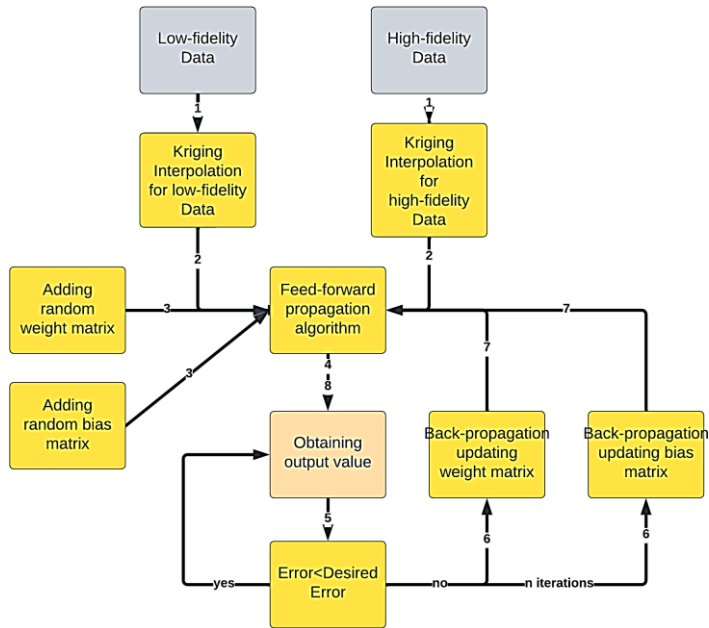 Low-fidelity
Data
High-fidelity
Data
1
1
Kriging
Interpolation
for low-fidelity
Data
Kriging
Interpolation
for
high-fidelity
Data
2
2
Adding
random
weight matrix
3
Feed-forward
propagation
algorithm
7
7
3
4
8
Adding
random bias
matrix
Obtaining
output value
Back-propagation
updating
weight matrix
Back-propagation
updating bias
matrix
5
6
6
Error<Desired
Error
yes
no
n iterations